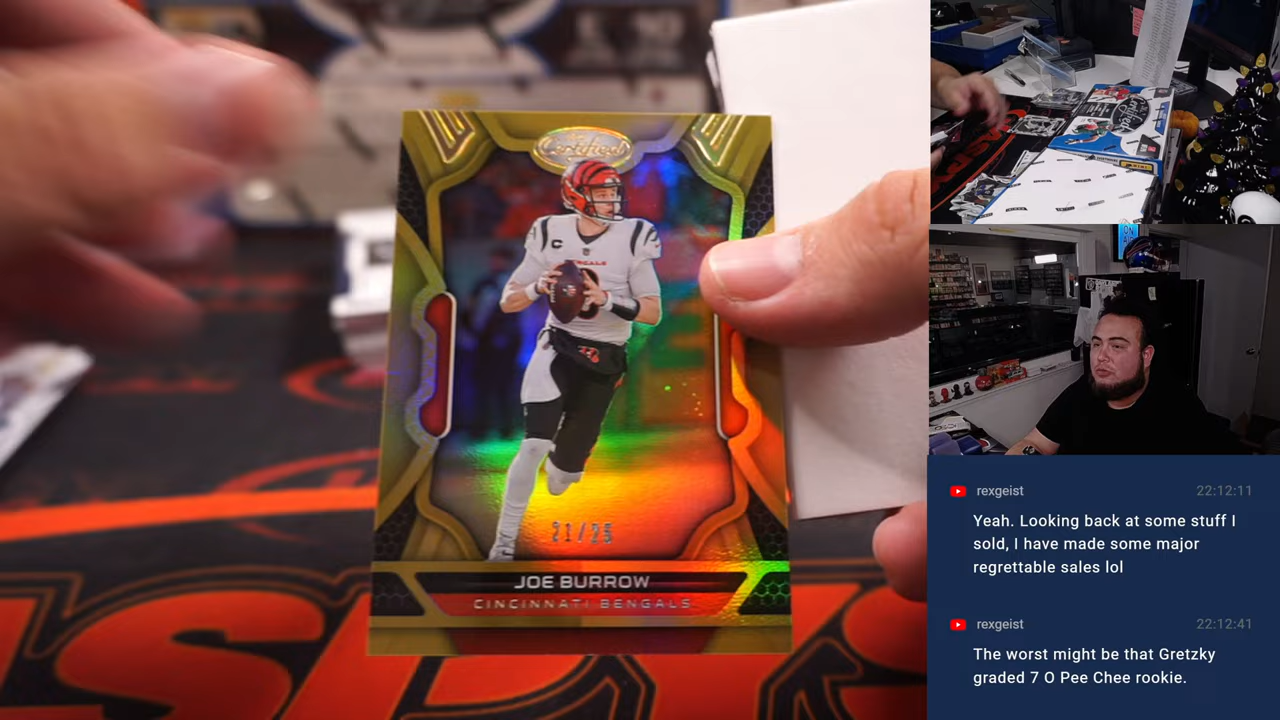 Certified
BENGALS
21/25
JOE BURROW
CINCINNATI BENGALS
rexgeist 22:12:11
Yeah. Looking back at some stuff I
sold, I have made some major
regrettable sales lol
rexgeist 22:12:41
The worst might be that Gretzky
graded 7 O Pee Chee rookie.